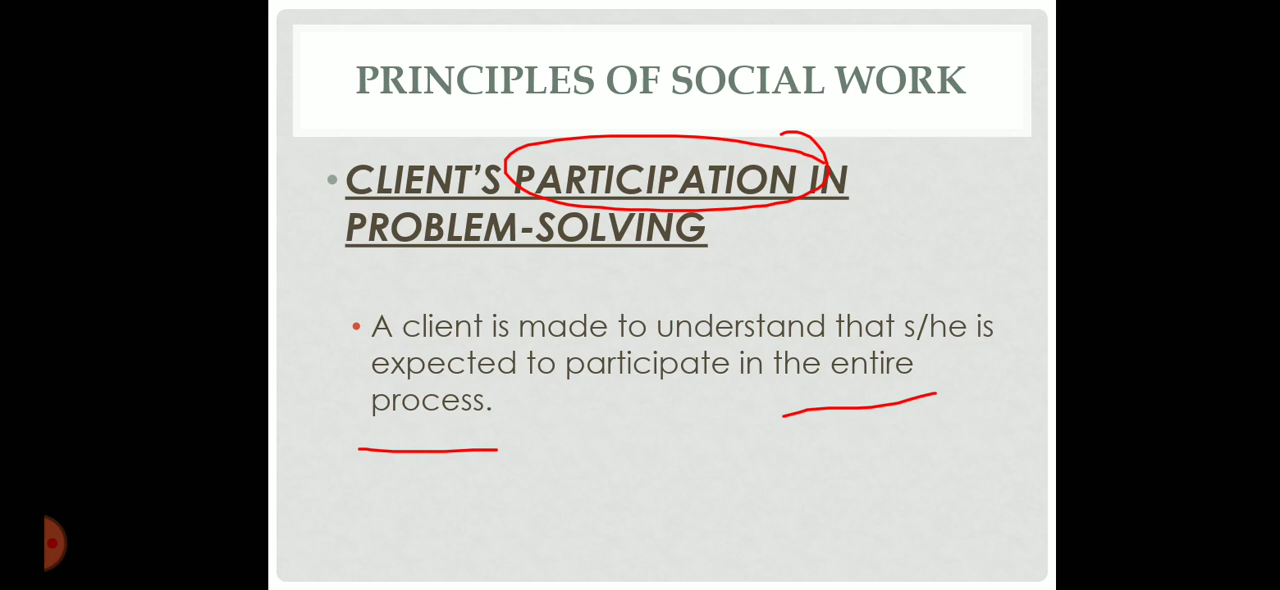 PRINCIPLES OF SOCIAL WORK
• CLIENT'S PARTICIPATION IN
PROBLEM-SOLVING
• A client is made to understand that s/he is
expected to participate in the entire
process.